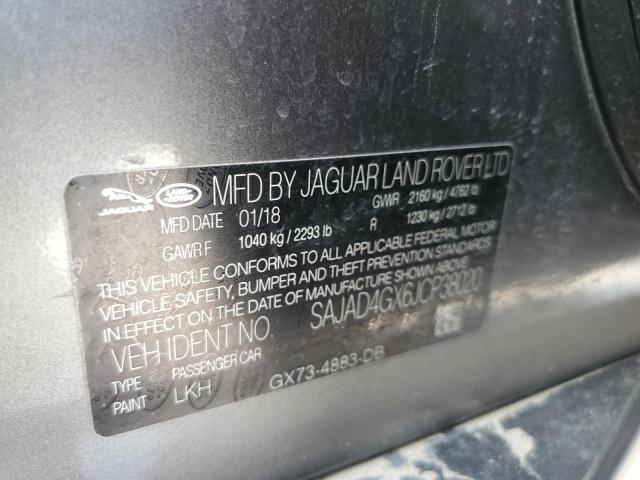 JAGUAR LAND ROVER MFD BY JAGUAR LAND ROVER LTD
MFD DATE 01/18 GVWR 2160 kg / 4762 lb
GAWR F 1040 kg / 2293 lb R 1230 kg / 2712 lb
THIS VEHICLE CONFORMS TO ALL APPLICABLE FEDERAL MOTOR
VEHICLE SAFETY, BUMPER AND THEFT PREVENTION STANDARDS
IN EFFECT ON THE DATE OF MANUFACTURE SHOWN ABOVE
VEH IDENT NO. SAJAD4GX6JCP38020
TYPE PASSENGER CAR
PAINT LKH GX73-4883-DB